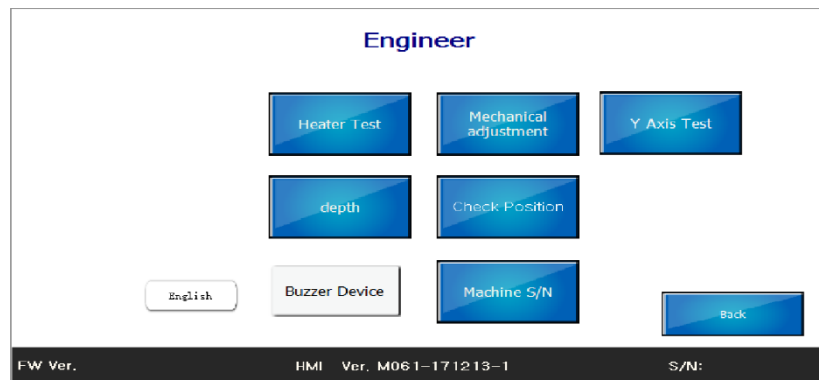 Engineer
Heater Test
Mechanical
adjustment
Y Axis Test
depth
Check Position
English
Buzzer Device
Machine S/N
Back
FW Ver.
HMI Ver. M061-171213-1
S/N: